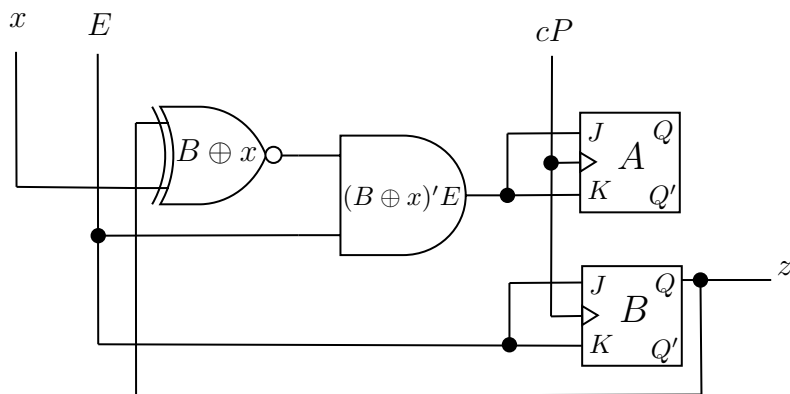 x E cP
B ⊕ x
(B ⊕ x)′E
J Q
A
K Q′
z
J Q
B
K Q′